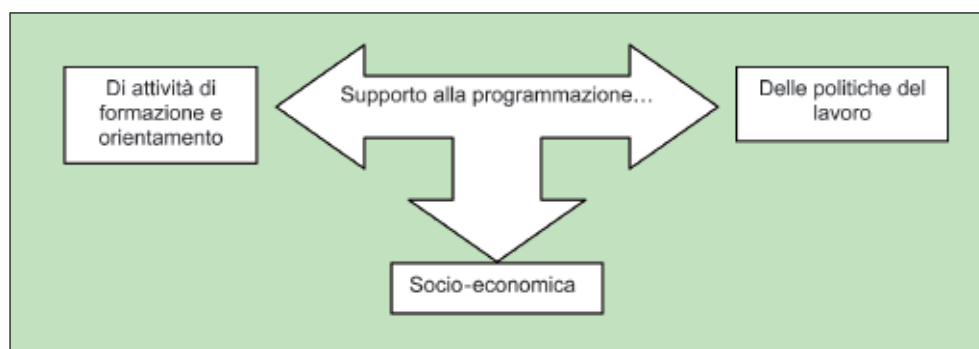 Di attività di
formazione e
orientamento
Supporto alla programmazione…
Delle politiche del
lavoro
Socio-economica